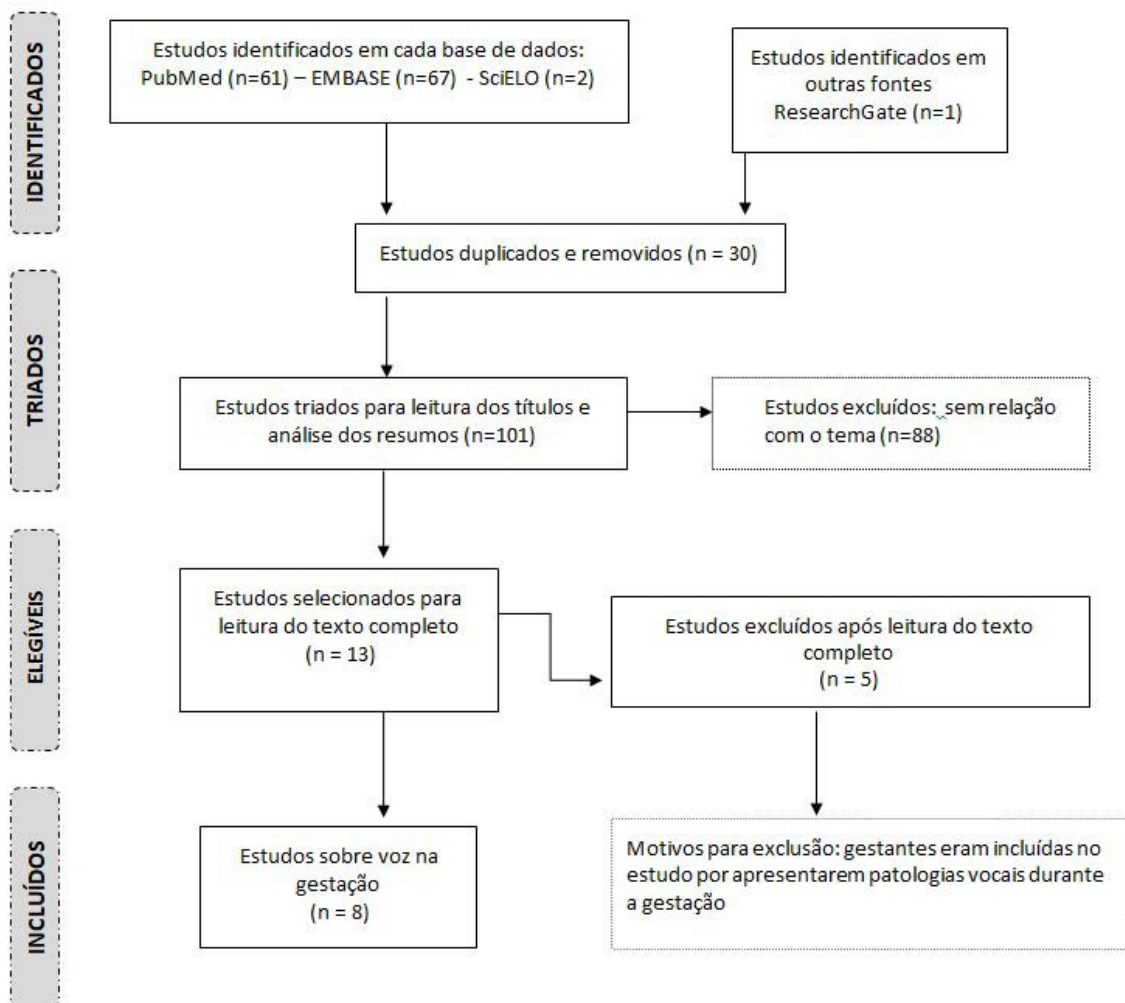 IDENTIFICADOS
Estudos identificados em cada base de dados:
PubMed (n=61) – EMBASE (n=67) - SciELO (n=2)
Estudos identificados em
outras fontes
ResearchGate (n=1)
Estudos duplicados e removidos (n = 30)
TRIADOS
Estudos triados para leitura dos títulos e
análise dos resumos (n=101)
Estudos excluídos: sem relação
com o tema (n=88)
ELEGÍVEIS
Estudos selecionados para
leitura do texto completo
(n = 13)
Estudos excluídos após leitura do texto
completo
(n = 5)
INCLUÍDOS
Estudos sobre voz na
gestação
(n = 8)
Motivos para exclusão: gestantes eram incluídas no
estudo por apresentarem patologias vocais durante
a gestação